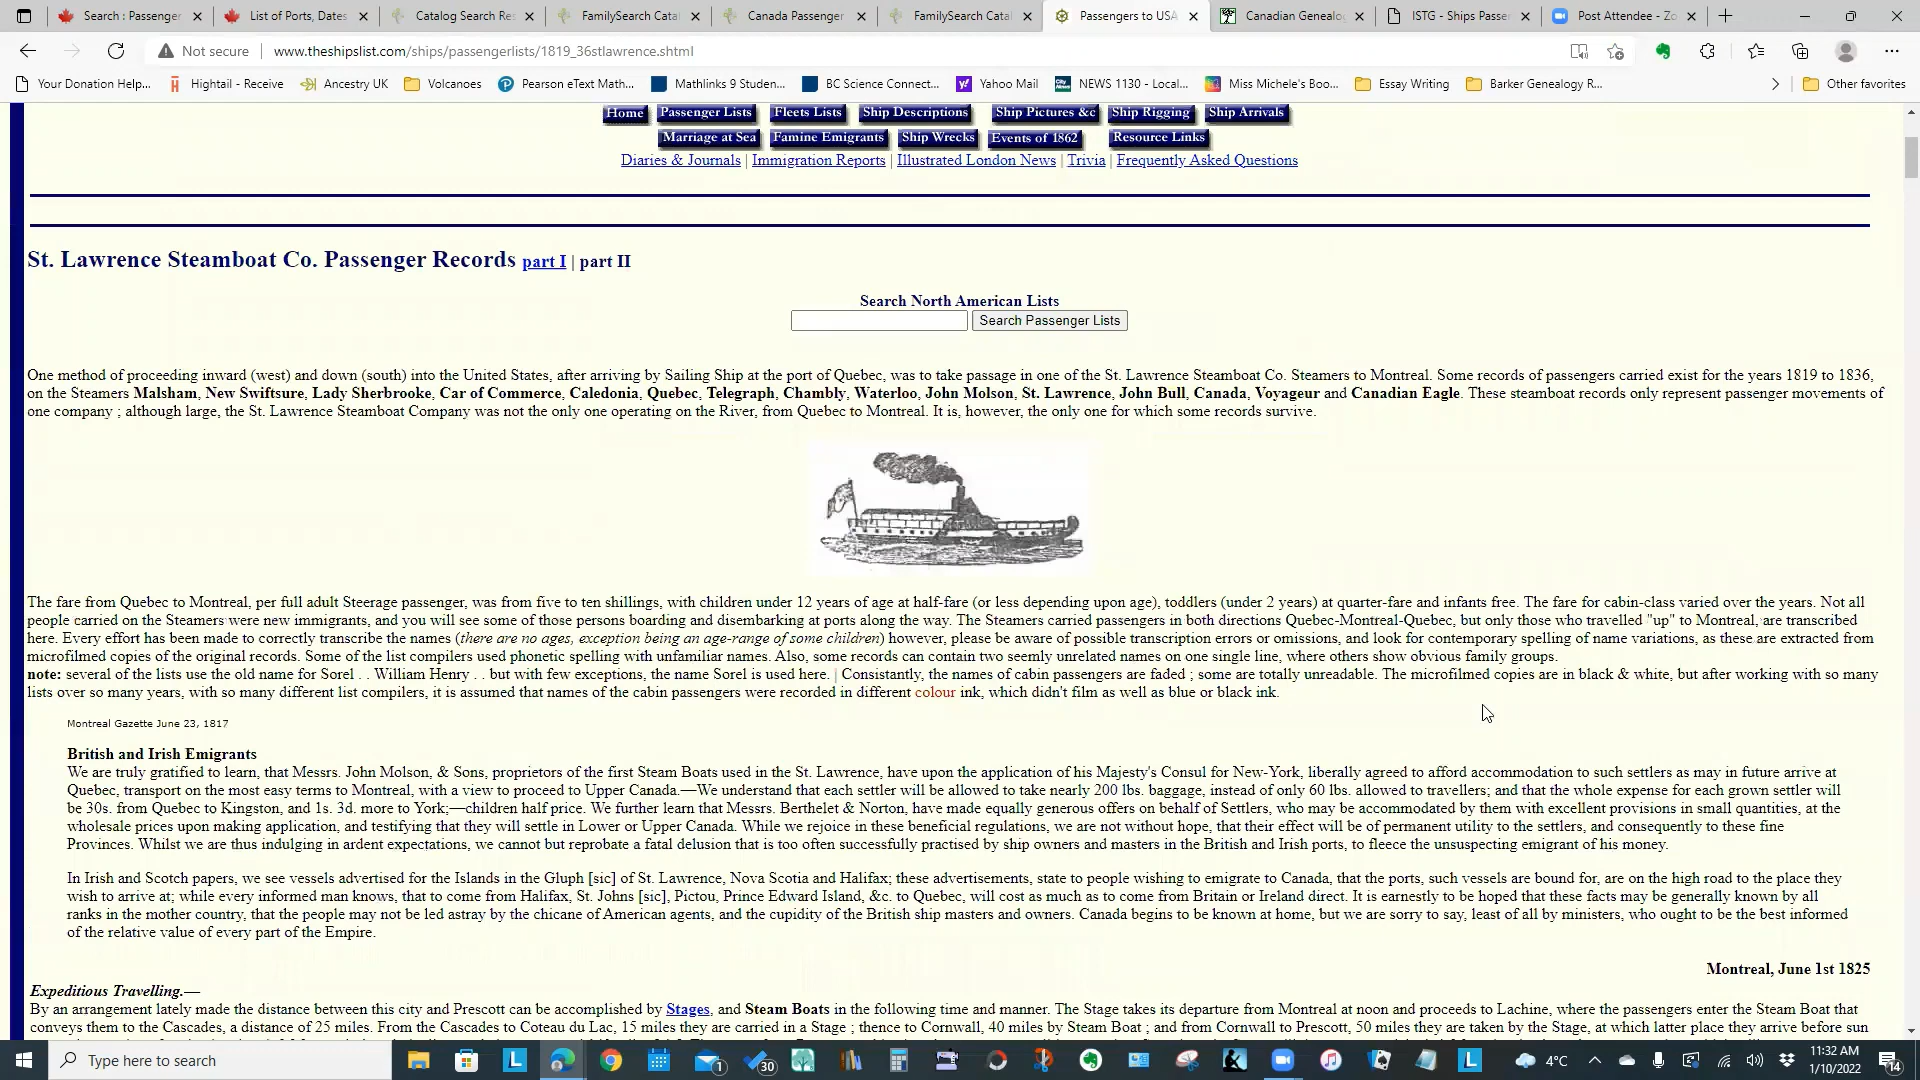 Search : Passenger
List of Ports, Dates
Catalog Search Re
FamilySearch Cata
Canada Passenger
FamilySearch Cata
Passengers to USA
Canadian Genealo
ISTG - Ships Passe
Post Attendee - Zo
Not secure
www.theshipslist.com/ships/passengerlists/1819_36stlawrence.shtml
Your Donation Help...
Hightail - Receive
Ancestry UK
Volcanoes
Pearson eText Math...
Mathlinks 9 Studen...
BC Science Connect...
Yahoo Mail
NEWS 1130 - Local...
Miss Michele's Boo...
Essay Writing
Barker Genealogy R...
Other favorites
Home Passenger Lists Fleets Lists Ship Descriptions Ship Pictures &c Ship Rigging Ship Arrivals
Marriage at Sea Famine Emigrants Ship Wrecks Events of 1862 Resource Links
Diaries & Journals | Immigration Reports | Illustrated London News | Trivia | Frequently Asked Questions
St. Lawrence Steamboat Co. Passenger Records part I | part II
Search North American Lists
Search Passenger Lists
One method of proceeding inward (west) and down (south) into the United States, after arriving by Sailing Ship at the port of Quebec, was to take passage in one of the St. Lawrence Steamboat Co. Steamers to Montreal. Some records of passengers carried exist for the years 1819 to 1836,
on the Steamers Malsham, New Swiftsure, Lady Sherbrooke, Car of Commerce, Caledonia, Quebec, Telegraph, Chambly, Waterloo, John Molson, St. Lawrence, John Bull, Canada, Voyageur and Canadian Eagle. These steamboat records only represent passenger movements of
one company ; although large, the St. Lawrence Steamboat Company was not the only one operating on the River, from Quebec to Montreal. It is, however, the only one for which some records survive.
The fare from Quebec to Montreal, per full adult Steerage passenger, was from five to ten shillings, with children under 12 years of age at half-fare (or less depending upon age), toddlers (under 2 years) at quarter-fare and infants free. The fare for cabin-class varied over the years. Not all
people carried on the Steamers were new immigrants, and you will see some of those persons boarding and disembarking at ports along the way. The Steamers carried passengers in both directions Quebec-Montreal-Quebec, but only those who travelled "up" to Montreal, are transcribed
here. Every effort has been made to correctly transcribe the names (there are no ages, exception being an age-range of some children) however, please be aware of possible transcription errors or omissions, and look for contemporary spelling of name variations, as these are extracted from
microfilmed copies of the original records. Some of the list compilers used phonetic spelling with unfamiliar names. Also, some records can contain two seemly unrelated names on one single line, where others show obvious family groups.
note: several of the lists use the old name for Sorel . . William Henry . . but with few exceptions, the name Sorel is used here. | Consistantly, the names of cabin passengers are faded ; some are totally unreadable. The microfilmed copies are in black & white, but after working with so many
lists over so many years, with so many different list compilers, it is assumed that names of the cabin passengers were recorded in different colour ink, which didn't film as well as blue or black ink.
Montreal Gazette June 23, 1817
British and Irish Emigrants
We are truly gratified to learn, that Messrs. John Molson, & Sons, proprietors of the first Steam Boats used in the St. Lawrence, have upon the application of his Majesty's Consul for New-York, liberally agreed to afford accommodation to such settlers as may in future arrive at
Quebec, transport on the most easy terms to Montreal, with a view to proceed to Upper Canada.—We understand that each settler will be allowed to take nearly 200 lbs. baggage, instead of only 60 lbs. allowed to travellers; and that the whole expense for each grown settler will
be 30s. from Quebec to Kingston, and 1s. 3d. more to York;—children half price. We further learn that Messrs. Berthelet & Norton, have made equally generous offers on behalf of Settlers, who may be accommodated by them with excellent provisions in small quantities, at the
wholesale prices upon making application, and testifying that they will settle in Lower or Upper Canada. While we rejoice in these beneficial regulations, we are not without hope, that their effect will be of permanent utility to the settlers, and consequently to these fine
Provinces. Whilst we are thus indulging in ardent expectations, we cannot but reprobate a fatal delusion that is too often successfully practised by ship owners and masters in the British and Irish ports, to fleece the unsuspecting emigrant of his money.
In Irish and Scotch papers, we see vessels advertised for the Islands in the Gluph [sic] of St. Lawrence, Nova Scotia and Halifax; these advertisements, state to people wishing to emigrate to Canada, that the ports, such vessels are bound for, are on the high road to the place they
wish to arrive at; while every informed man knows, that to come from Halifax, St. Johns [sic], Pictou, Prince Edward Island, &c. to Quebec, will cost as much as to come from Britain or Ireland direct. It is earnestly to be hoped that these facts may be generally known by all
ranks in the mother country, that the people may not be led astray by the chicane of American agents, and the cupidity of the British ship masters and owners. Canada begins to be known at home, but we are sorry to say, least of all by ministers, who ought to be the best informed
of the relative value of every part of the Empire.
Montreal, June 1st 1825
Expeditious Travelling.—
By an arrangement lately made the distance between this city and Prescott can be accomplished by Stages, and Steam Boats in the following time and manner. The Stage takes its departure from Montreal at noon and proceeds to Lachine, where the passengers enter the Steam Boat that
conveys them to the Cascades, a distance of 25 miles. From the Cascades to Coteau du Lac, 15 miles they are carried in a Stage ; thence to Cornwall, 40 miles by Steam Boat ; and from Cornwall to Prescott, 50 miles they are taken by the Stage, at which latter place they arrive before sun
Type here to search
1
30
4°C
11:32 AM
1/10/2022
14